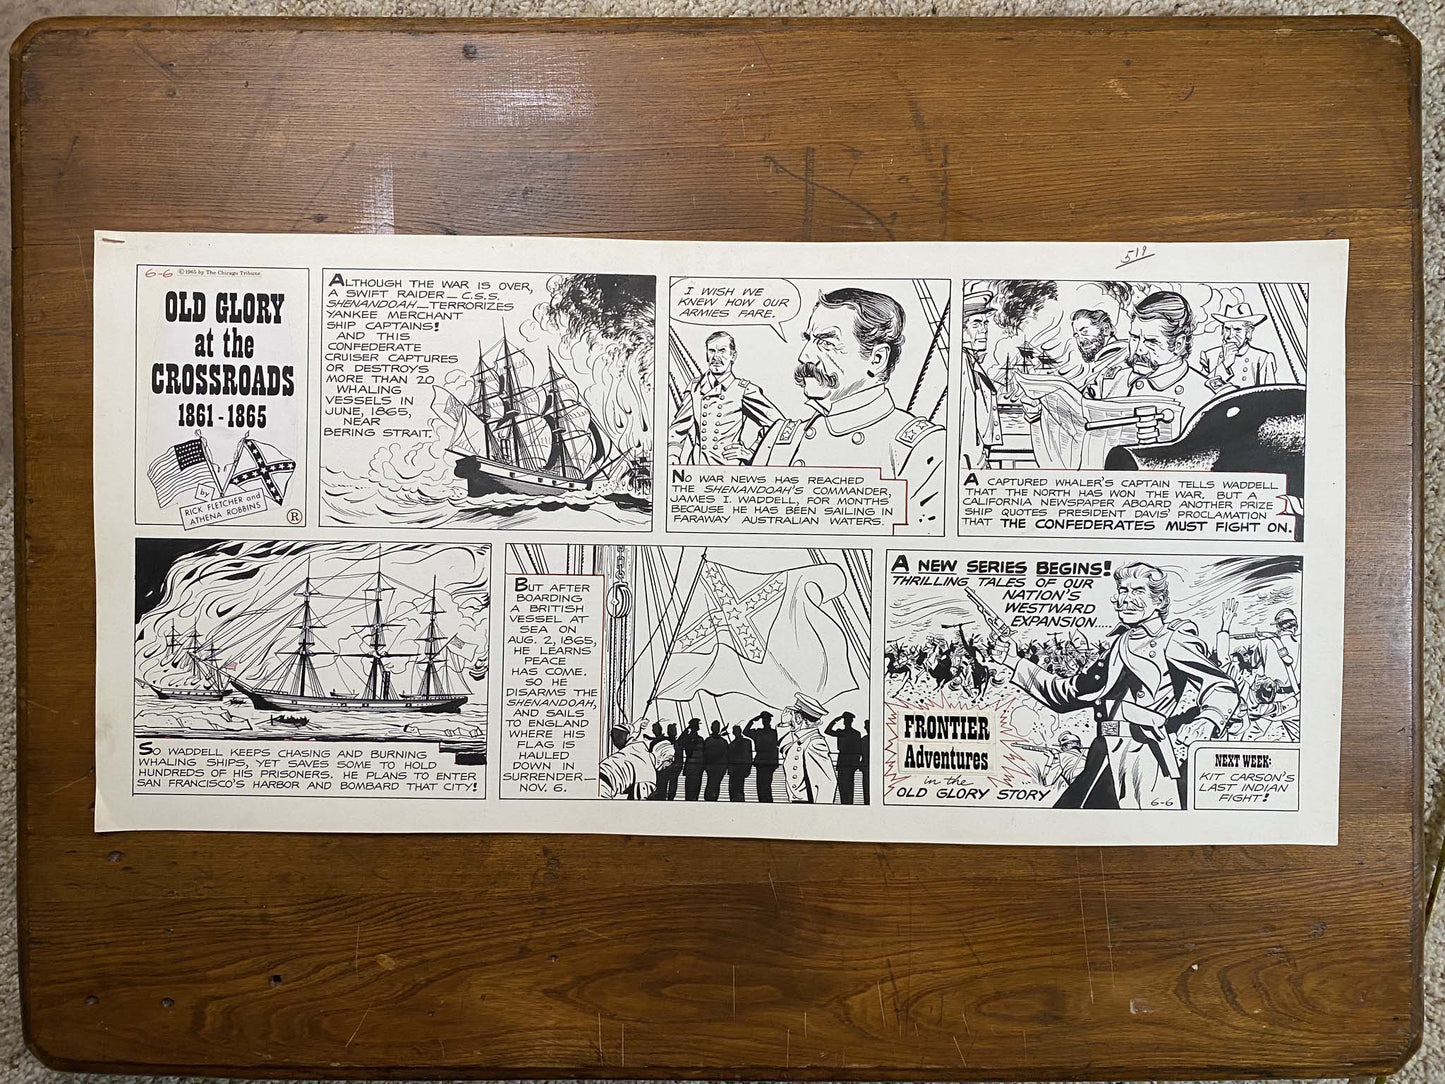 519
6-6 © 1965 by The Chicago Tribune
OLD GLORY
at the
CROSSROADS
1861-1865
by
RICK FLETCHER and
ATHENA ROBBINS
R
ALTHOUGH THE WAR IS OVER,
A SWIFT RAIDER — C.S.S.
SHENANDOAH — TERRORIZES
YANKEE MERCHANT
SHIP CAPTAINS!
AND THIS
CONFEDERATE
CRUISER CAPTURES
OR DESTROYS
MORE THAN 20
WHALING
VESSELS IN
JUNE, 1865,
NEAR
BERING STRAIT.
I WISH WE
KNEW HOW OUR
ARMIES FARE.
NO WAR NEWS HAS REACHED
THE SHENANDOAH'S COMMANDER,
JAMES I. WADDELL, FOR MONTHS
BECAUSE HE HAS BEEN SAILING IN
FARAWAY AUSTRALIAN WATERS.
A CAPTURED WHALER'S CAPTAIN TELLS WADDELL
THAT THE NORTH HAS WON THE WAR, BUT A
CALIFORNIA NEWSPAPER ABOARD ANOTHER PRIZE
SHIP QUOTES PRESIDENT DAVIS' PROCLAMATION
THAT THE CONFEDERATES MUST FIGHT ON.
SO WADDELL KEEPS CHASING AND BURNING
WHALING SHIPS, YET SAVES SOME TO HOLD
HUNDREDS OF HIS PRISONERS. HE PLANS TO ENTER
SAN FRANCISCO'S HARBOR AND BOMBARD THAT CITY!
BUT AFTER
BOARDING
A BRITISH
VESSEL AT
SEA ON
AUG. 2, 1865,
HE LEARNS
PEACE
HAS COME.
SO HE
DISARMS THE
SHENANDOAH,
AND SAILS
TO ENGLAND
WHERE HIS
FLAG IS
HAULED
DOWN IN
SURRENDER —
NOV. 6.
A NEW SERIES BEGINS!
THRILLING TALES OF OUR
NATION'S
WESTWARD
EXPANSION.....
FRONTIER
Adventures
in the
OLD GLORY STORY
6-6
NEXT WEEK:
KIT CARSON'S
LAST INDIAN
FIGHT!